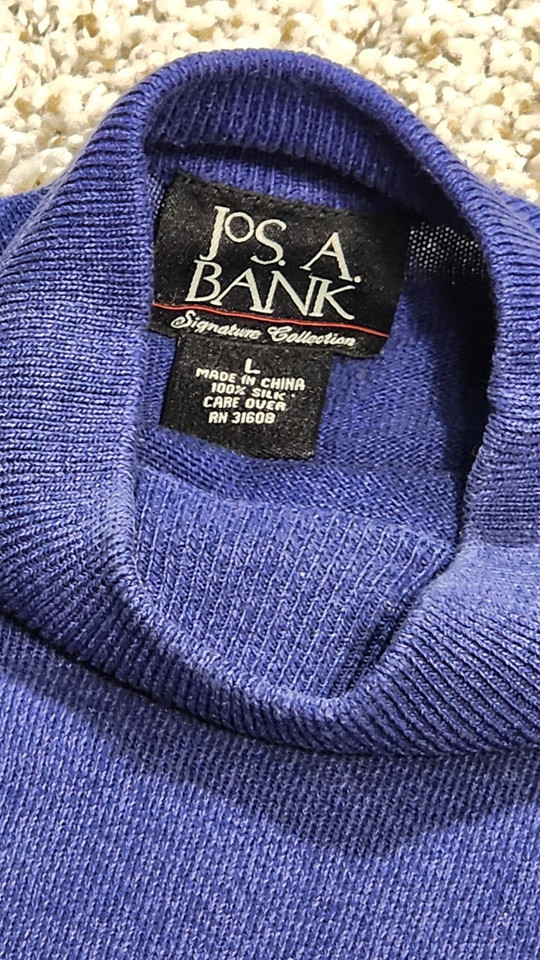 JoS. A.
BANK
Signature Collection
L
MADE IN CHINA
100% SILK
CARE OVER
RN 31608